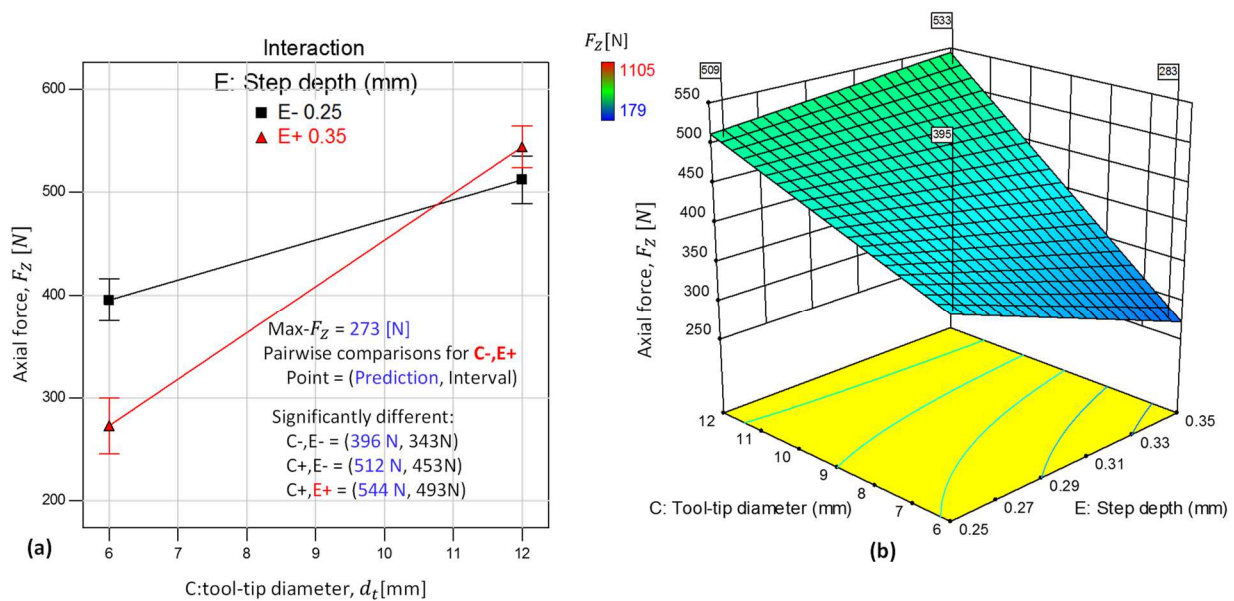 Interaction
E: Step depth (mm)
E- 0.25
E+ 0.35
600
500
400
300
200
Axial force, F_Z [N]
Max-F_Z = 273 [N]
Pairwise comparisons for C-,E+
Point = (Prediction, Interval)
Significantly different:
C-,E- = (396 N, 343N)
C+,E- = (512 N, 453N)
C+,E+ = (544 N, 493N)
6 7 8 9 10 11 12
C:tool-tip diameter, d_t[mm]
(a)
F_Z[N]
1105
179
533
509
283
395
550
500
450
400
350
300
250
Axial force, F_Z [N]
12 11 10 9 8 7 6
0.25 0.27 0.29 0.31 0.33 0.35
C: Tool-tip diameter (mm)
E: Step depth (mm)
(b)